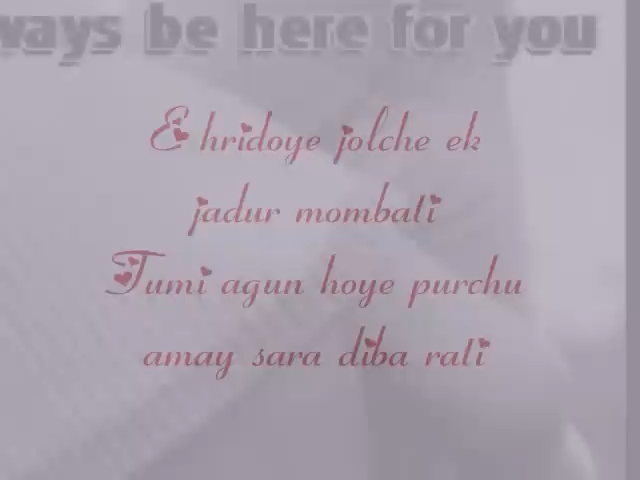 ways be here for you
E hridoye jolche ek
jadur mombati
Tumi agun hoye purchu
amay sara diba rati